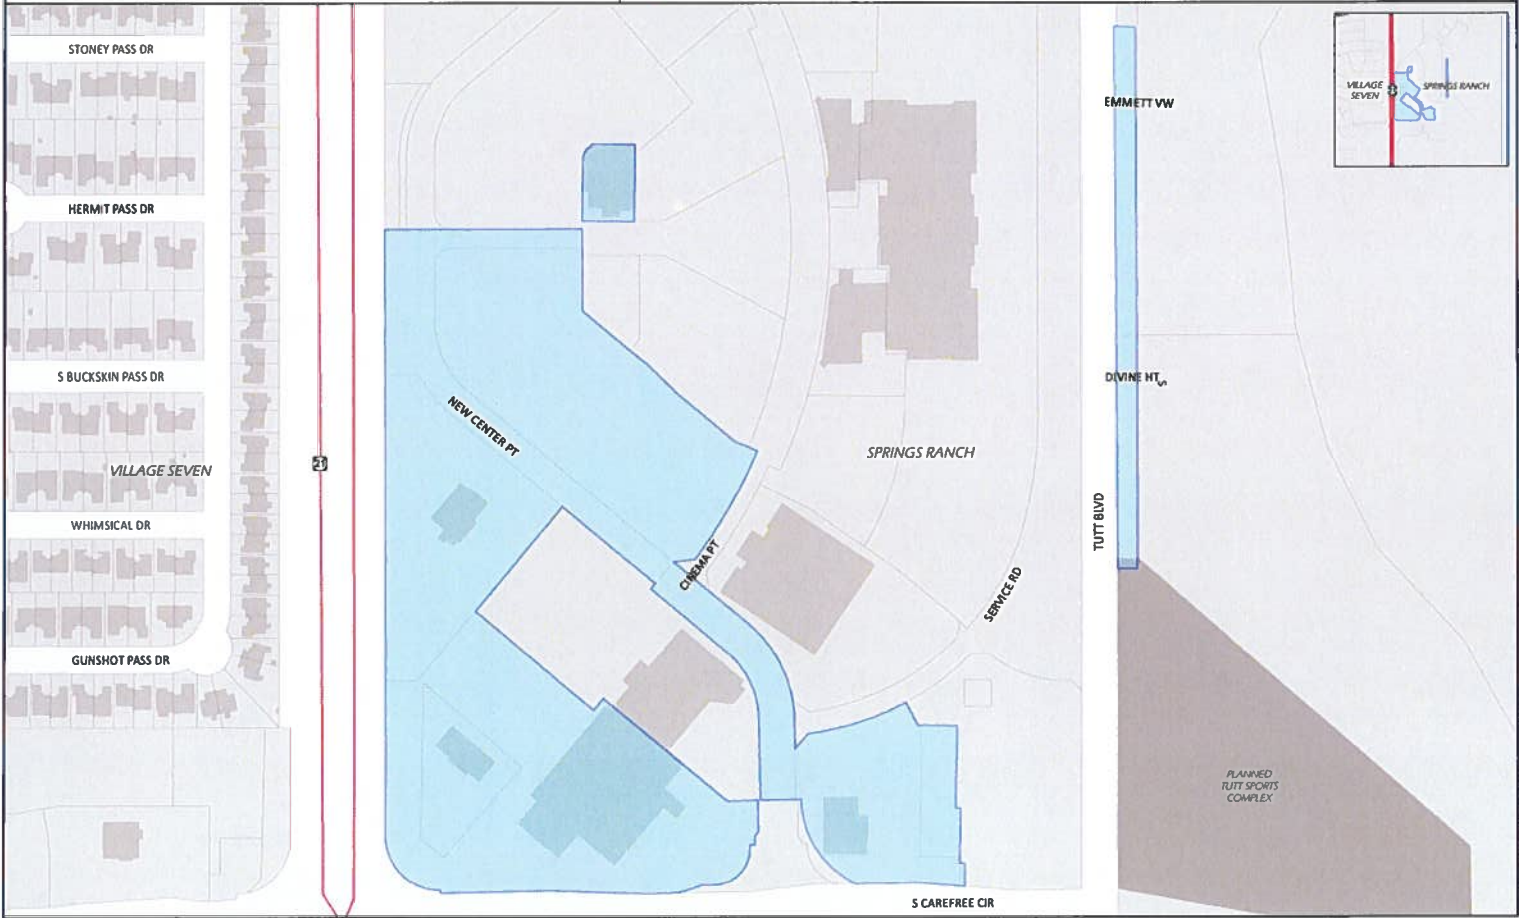 STONEY PASS DR
HERMIT PASS DR
S BUCKSKIN PASS DR
VILLAGE SEVEN
WHIMSICAL DR
GUNSHOT PASS DR
21
NEW CENTER PT
CINEMA PT
SPRINGS RANCH
SERVICE RD
TUTT BLVD
EMMETT VW
DIVINE HTS
PLANNED
TUTT SPORTS
COMPLEX
S CAREFREE CIR
VILLAGE
SEVEN
SPRINGS RANCH